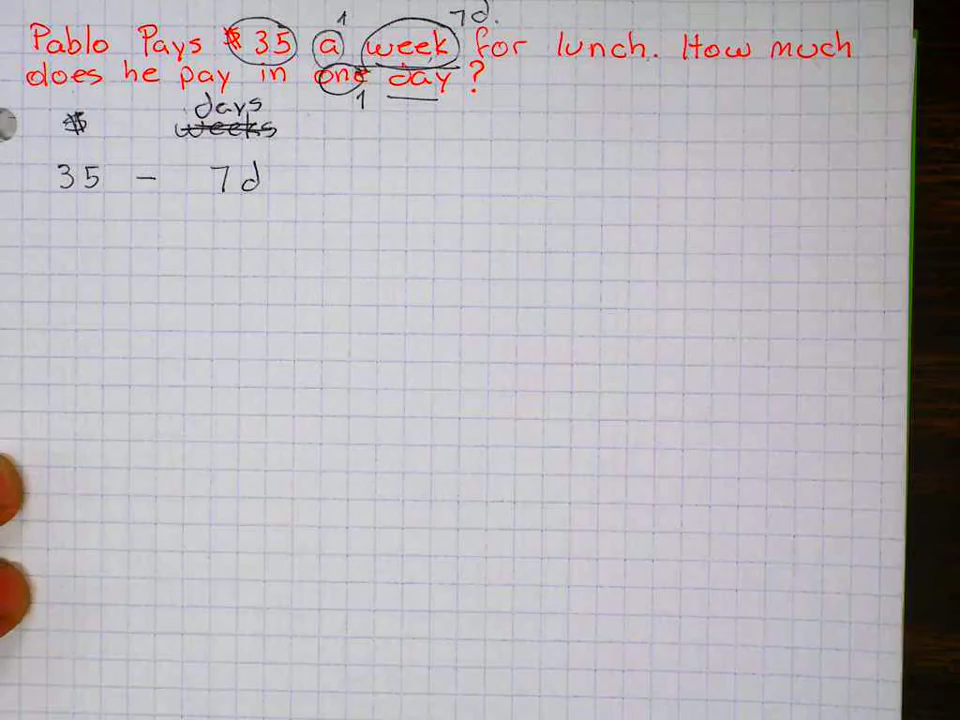 1 7d.
Pablo Pays $ 35 a week for lunch. How much
does he pay in one day ?
1
days
$ weeks
35 - 7d